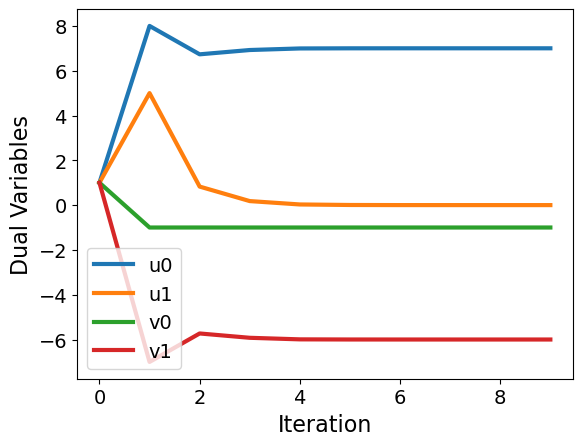 8
6
4
2
0
−2
−4
−6
Dual Variables
u0
u1
v0
v1
0 2 4 6 8
Iteration